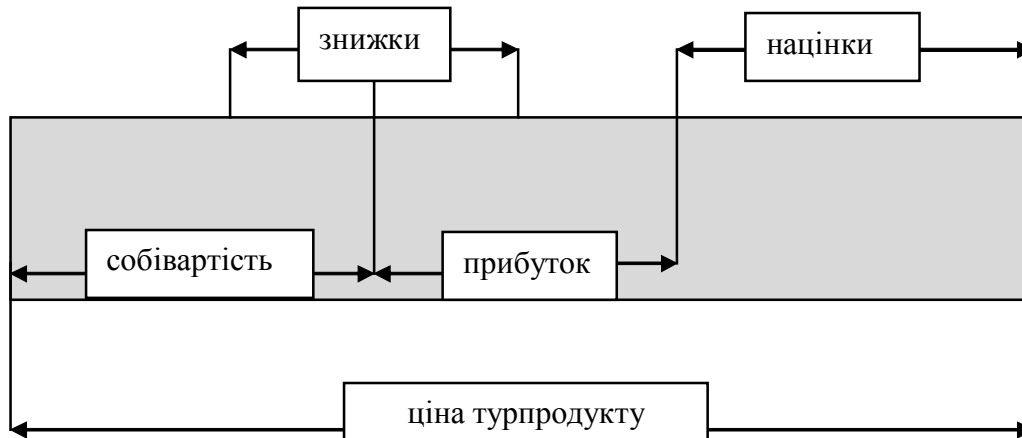 знижки
націнки
собівартість
прибуток
ціна турпродукту